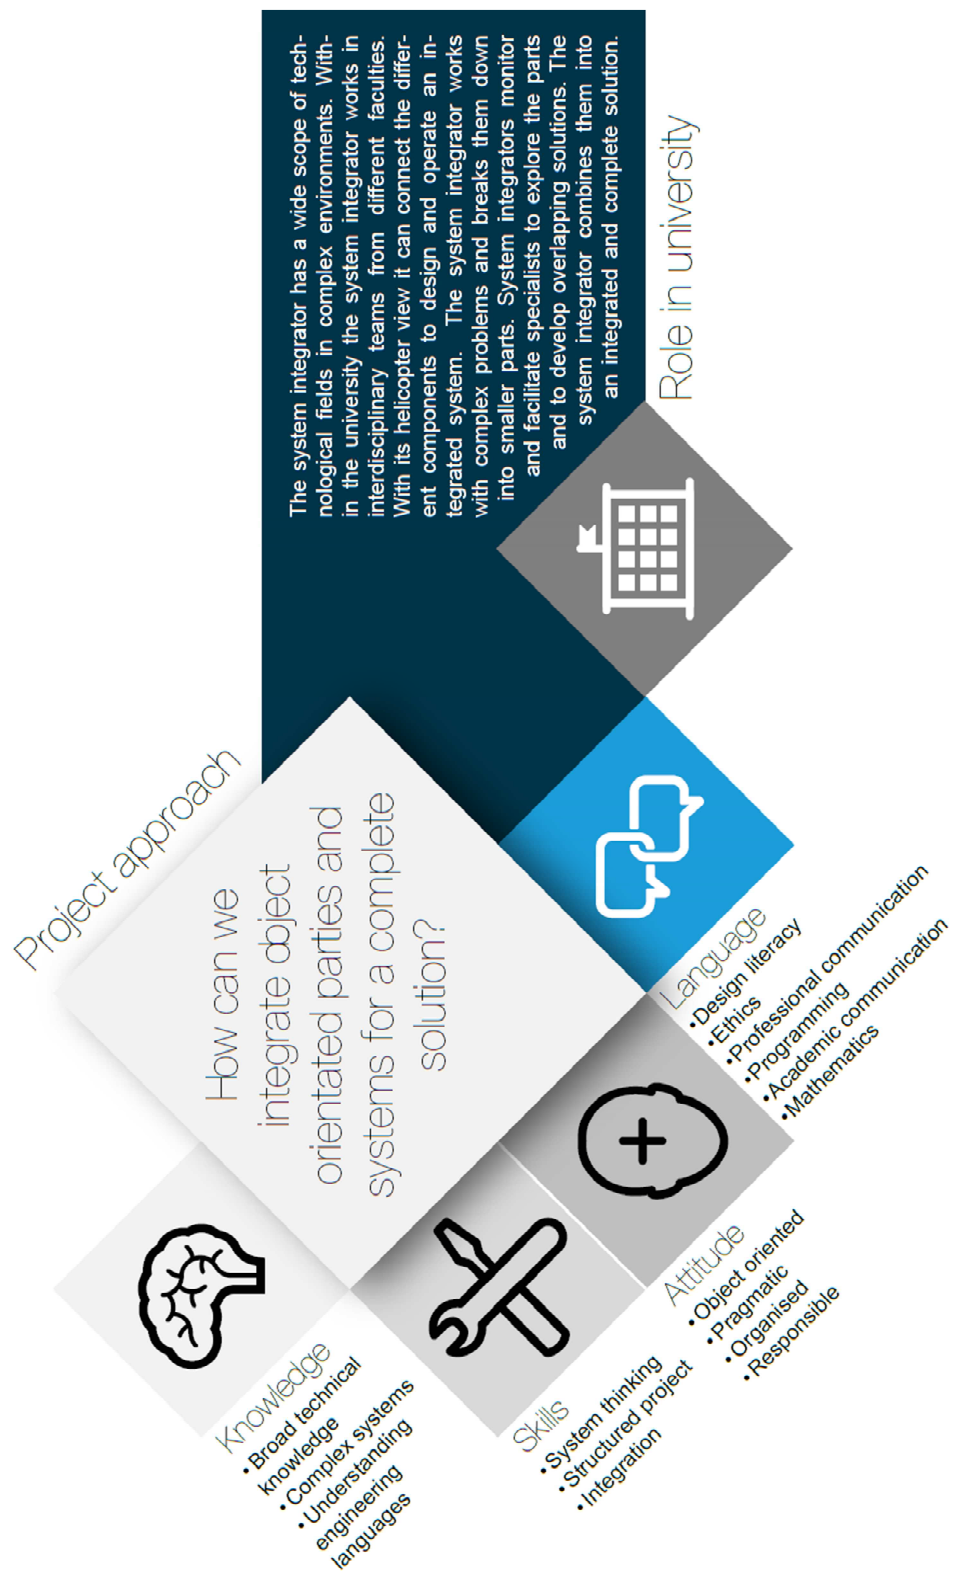 Project approach
How can we
integrate object
orientated parties and
systems for a complete
solution?
The system integrator has a wide scope of tech-
nological fields in complex environments. With-
in the university the system integrator works in
interdisciplinary teams from different faculties.
With its helicopter view it can connect the differ-
ent components to design and operate an in-
tegrated system. The system integrator works
with complex problems and breaks them down
into smaller parts. System integrators monitor
and facilitate specialists to explore the parts
and to develop overlapping solutions. The
system integrator combines them into
an integrated and complete solution.
Role in university
Knowledge
•Broad technical
knowledge
•Complex systems
•Understanding
engineering
languages
Skills
•System thinking
•Structured project
•Integration
Attitude
•Object oriented
•Pragmatic
•Organised
•Responsible
Language
•Design literacy
•Ethics
•Professional communication
•Programming
•Academic communication
•Mathematics